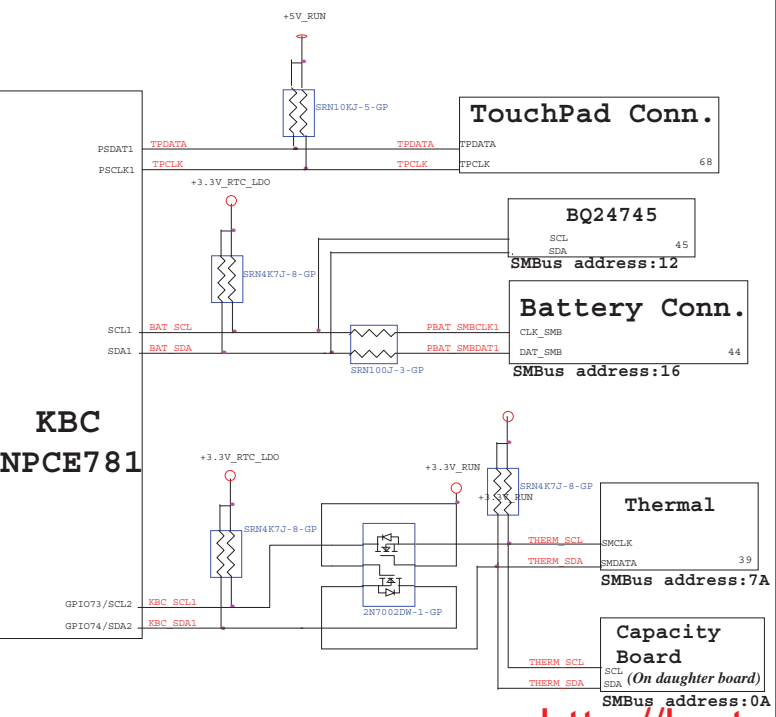 +5V_RUN
SRN10KJ-5-GP
TouchPad Conn.
PSDAT1 TPDATA TPDATA TPDATA
PSCLK1 TPCLK TPCLK TPCLK
68
+3.3V_RTC_LDO
BQ24745
SCL
SDA
45
SMBus address:12
SRN4K7J-8-GP
Battery Conn.
SCL1 BAT_SCL PBAT_SMBCLK1 CLK_SMB
SDA1 BAT_SDA PBAT_SMBDAT1 DAT_SMB
44
SRN100J-3-GP
SMBus address:16
KBC
NPCE781
+3.3V_RTC_LDO
+3.3V_RUN
SRN4K7J-8-GP
+3.3V_RUN
Thermal
SRN4K7J-8-GP
THERM_SCL SMCLK
THERM_SDA SMDATA
39
SMBus address:7A
2N7002DW-1-GP
GPIO73/SCL2 KBC_SCL1
GPIO74/SDA2 KBC_SDA1
Capacity
Board
(On daughter board)
THERM_SCL SCL
THERM_SDA SDA
SMBus address:0A